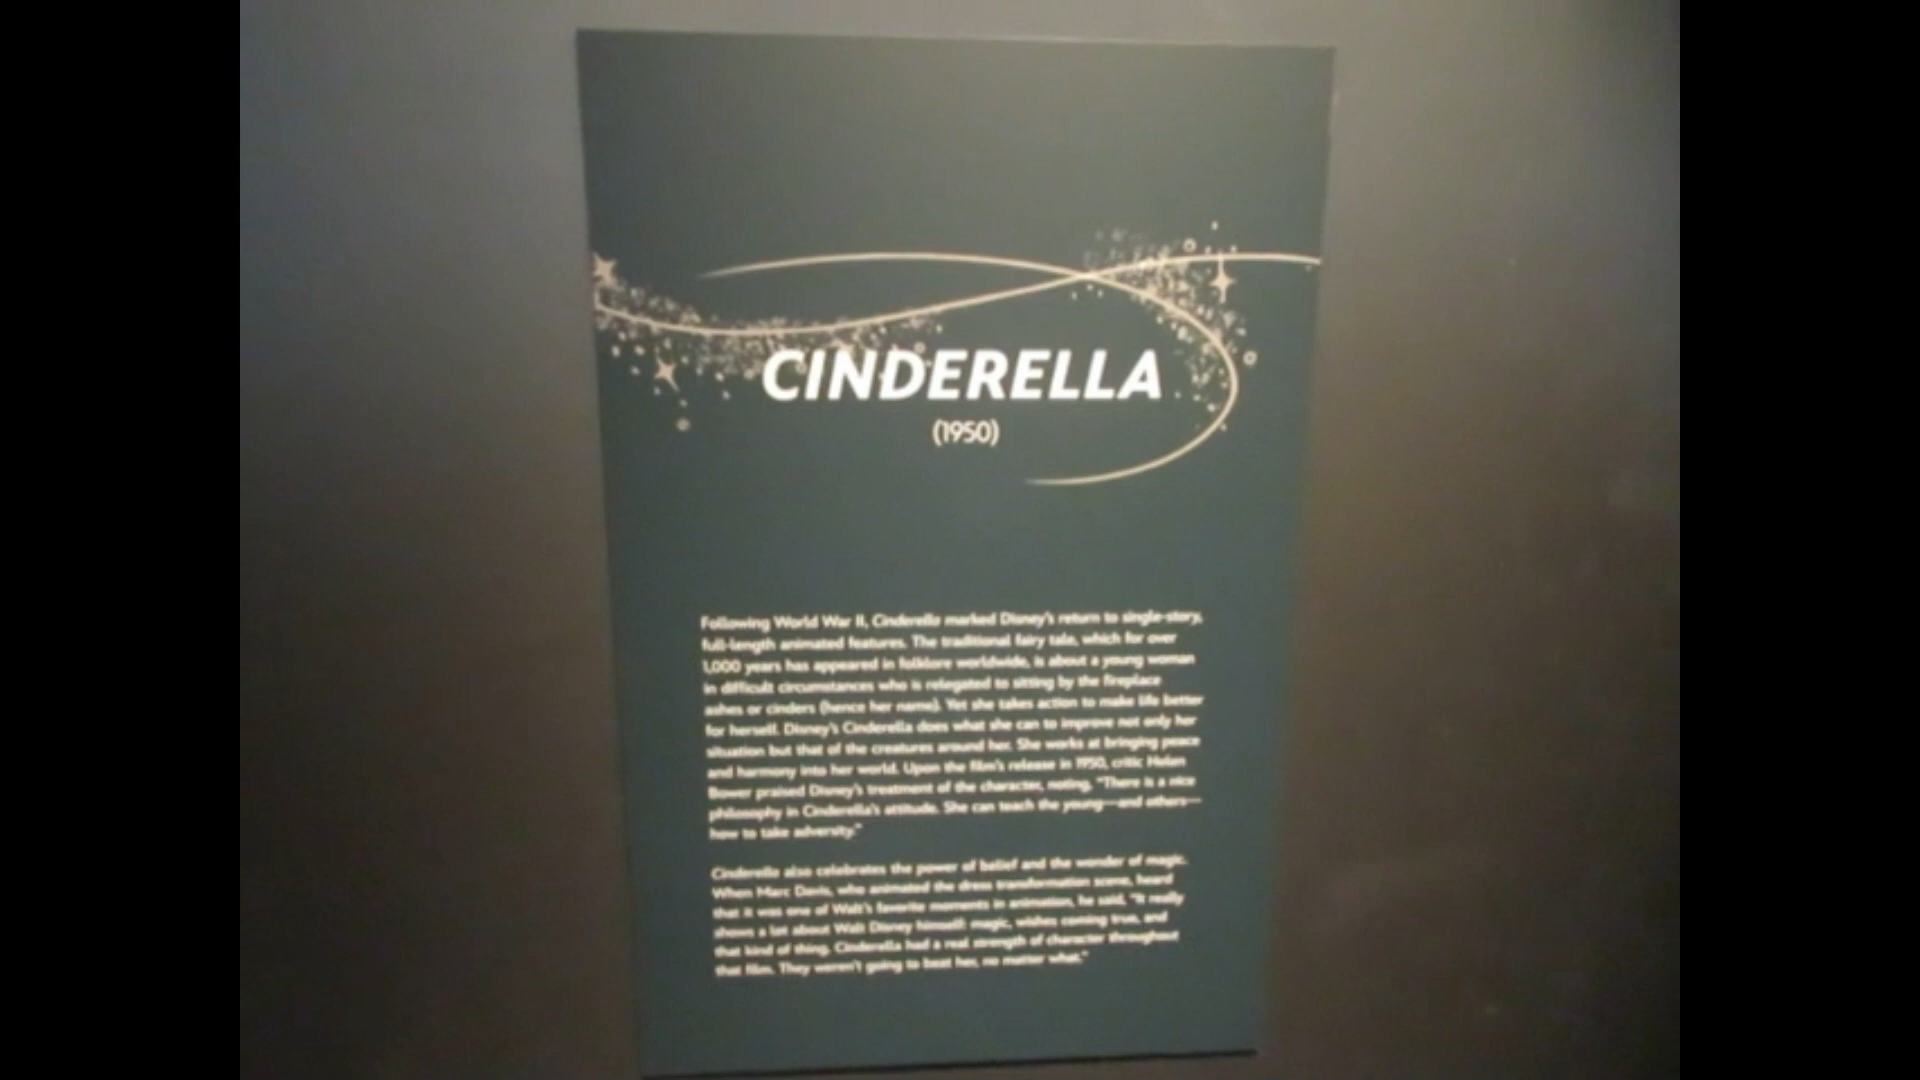 CINDERELLA
(1950)
Following World War II, Cinderella marked Disney's return to single-story,
full-length animated features. The traditional fairy tale, which for over
1,000 years has appeared in folklore worldwide, is about a young woman
in difficult circumstances who is relegated to sitting by the fireplace
ashes or cinders (hence her name). Yet she takes action to make life better
for herself. Disney's Cinderella does what she can to improve not only her
situation but that of the creatures around her. She works at bringing peace
and harmony into her world. Upon the film's release in 1950, critic Helen
Bower praised Disney's treatment of the character, noting, "There is a nice
philosophy in Cinderella's attitude. She can teach the young—and others—
how to take adversity."
Cinderella also celebrates the power of belief and the wonder of magic.
When Marc Davis, who animated the dress transformation scene, heard
that it was one of Walt's favorite moments in animation, he said, "It really
shows a lot about Walt Disney himself: magic, wishes coming true, and
that kind of thing. Cinderella had a real strength of character throughout
that film. They weren't going to beat her, no matter what."